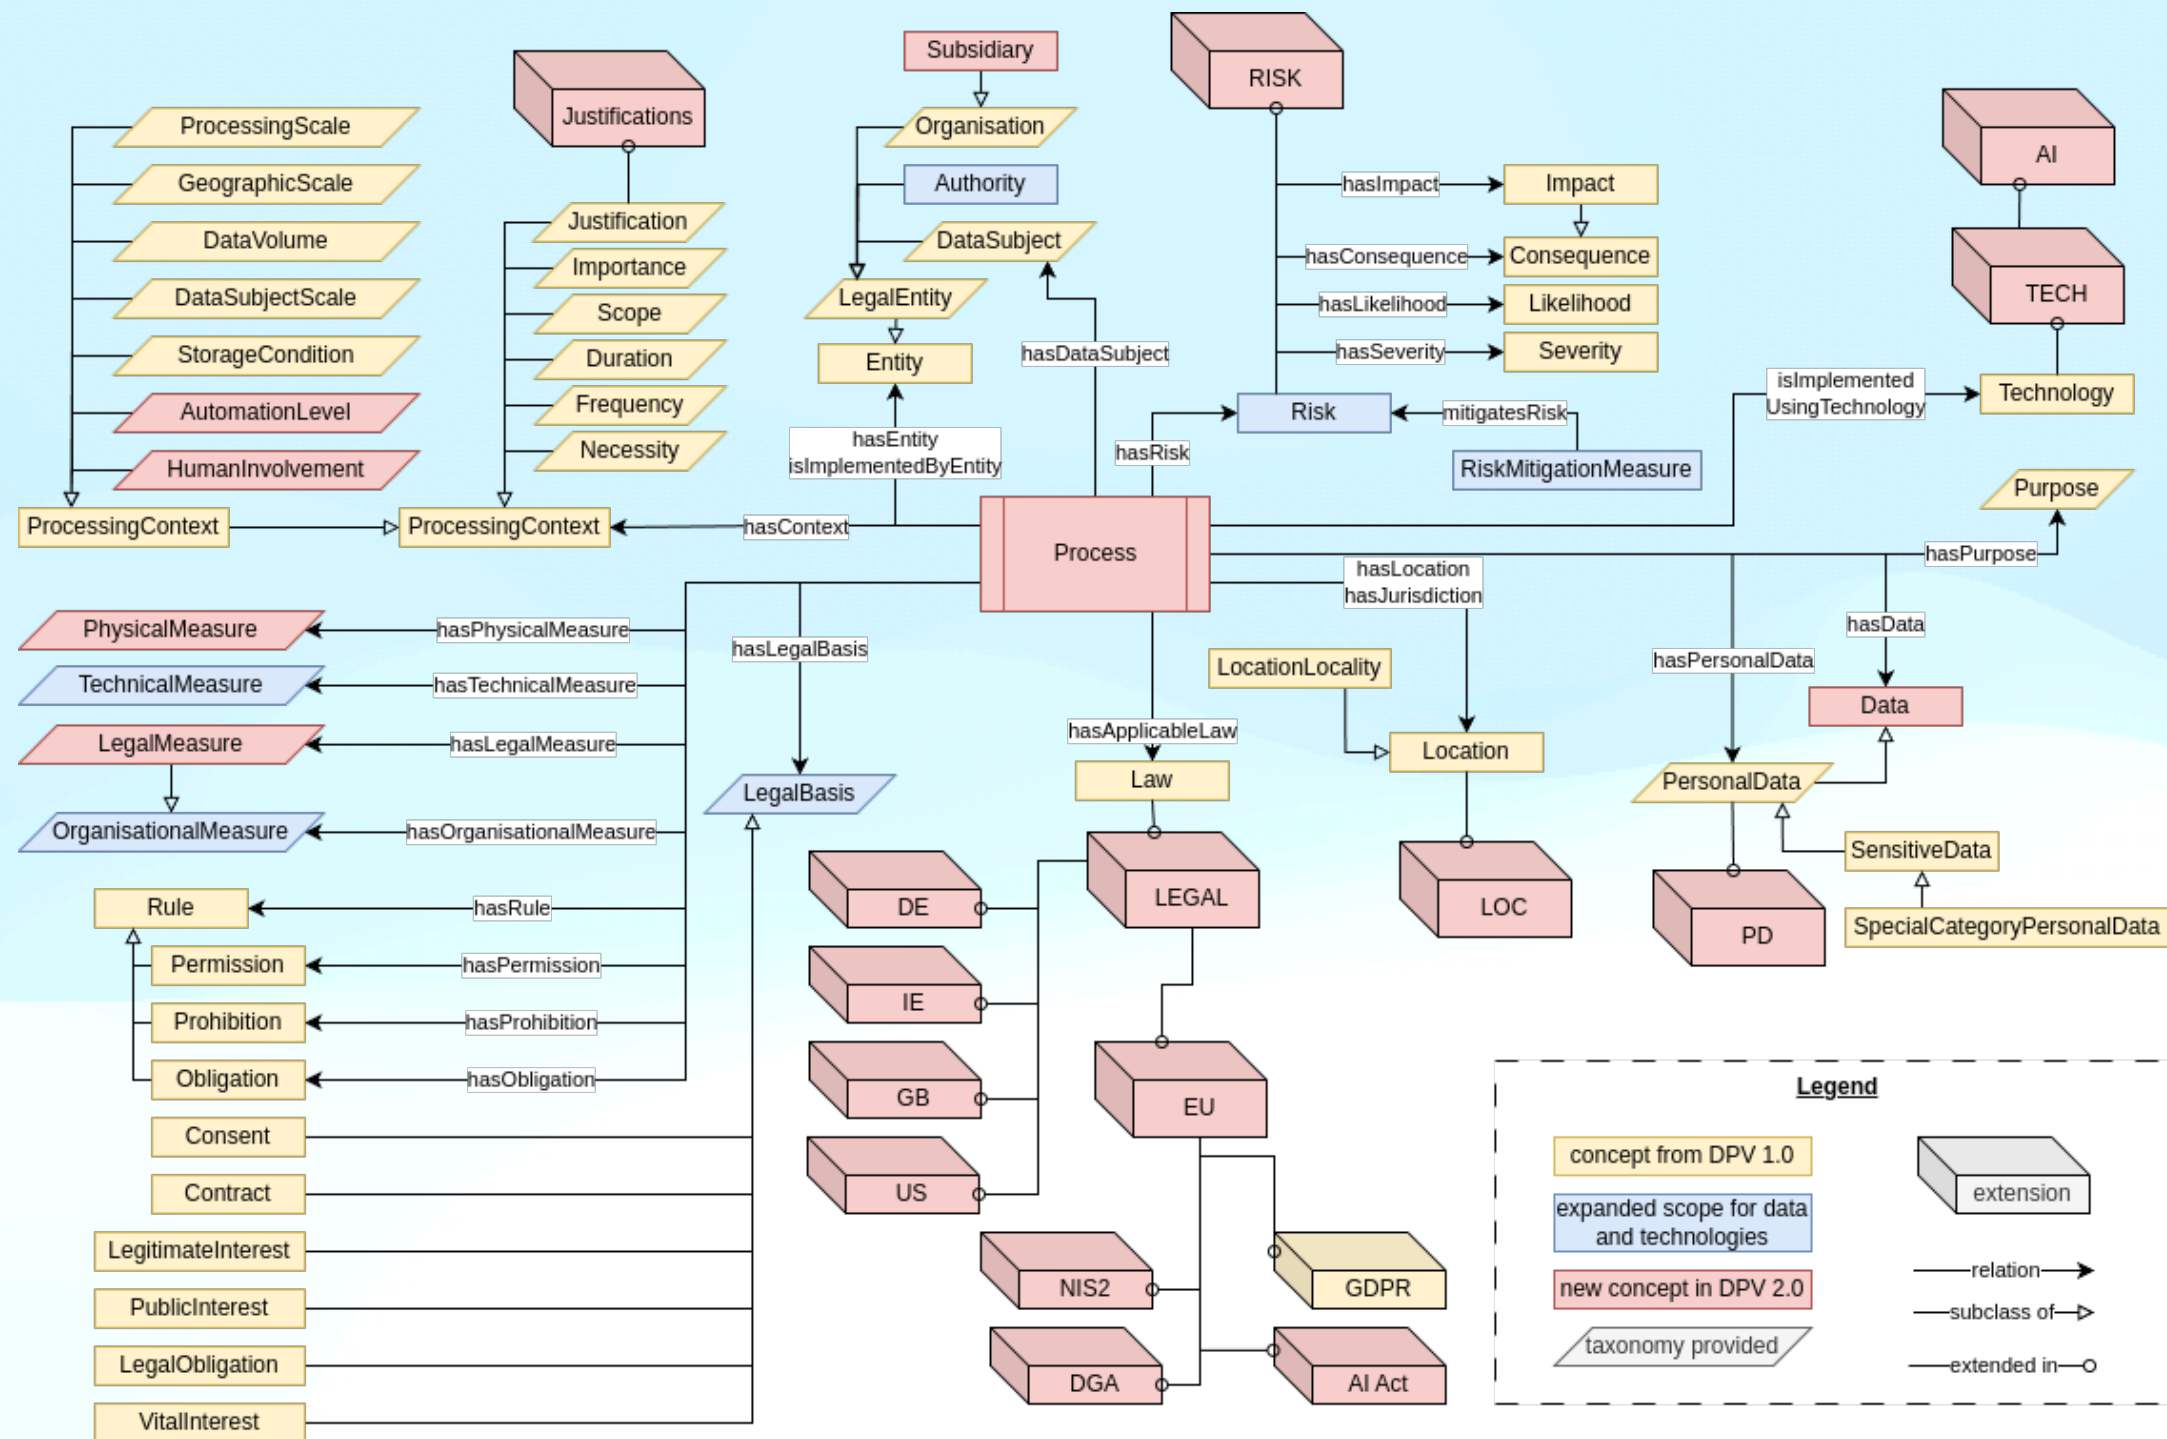 Subsidiary
RISK
Justifications
ProcessingScale
Organisation
AI
GeographicScale
Authority
hasImpact
Impact
Justification
DataVolume
DataSubject
Importance
hasConsequence
Consequence
DataSubjectScale
LegalEntity
TECH
Scope
hasLikelihood
Likelihood
StorageCondition
Duration
Entity
hasDataSubject
hasSeverity
Severity
isImplemented
UsingTechnology
Technology
AutomationLevel
Frequency
Risk
mitigatesRisk
hasEntity
isImplementedByEntity
hasRisk
Necessity
HumanInvolvement
RiskMitigationMeasure
Purpose
ProcessingContext
ProcessingContext
hasContext
Process
hasPurpose
hasLocation
hasJurisdiction
PhysicalMeasure
hasPhysicalMeasure
hasLegalBasis
hasData
LocationLocality
hasPersonalData
TechnicalMeasure
hasTechnicalMeasure
Data
LegalMeasure
hasLegalMeasure
hasApplicableLaw
Location
LegalBasis
Law
PersonalData
OrganisationalMeasure
hasOrganisationalMeasure
SensitiveData
Rule
hasRule
DE
LEGAL
LOC
PD
SpecialCategoryPersonalData
Permission
hasPermission
IE
Prohibition
hasProhibition
Obligation
hasObligation
GB
EU
Legend
Consent
concept from DPV 1.0
extension
Contract
US
expanded scope for data
and technologies
LegitimateInterest
relation
NIS2
GDPR
new concept in DPV 2.0
PublicInterest
subclass of
taxonomy provided
LegalObligation
extended in
DGA
AI Act
VitalInterest